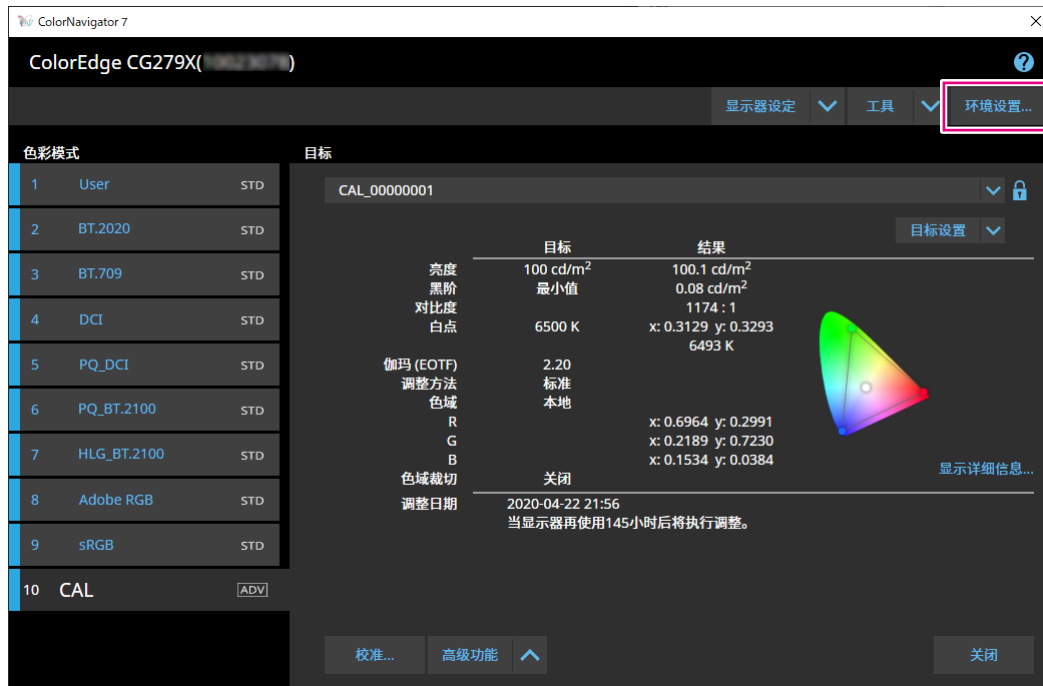 ColorNavigator 7
ColorEdge CG279X( )
显示器设定 工具 环境设置...
色彩模式
1 User STD
2 BT.2020 STD
3 BT.709 STD
4 DCI STD
5 PQ_DCI STD
6 PQ_BT.2100 STD
7 HLG_BT.2100 STD
8 Adobe RGB STD
9 sRGB STD
10 CAL ADV
目标
CAL_00000001
目标设置
目标 结果
亮度 100 cd/m² 100.1 cd/m²
黑阶 最小值 0.08 cd/m²
对比度 1174 : 1
白点 6500 K x: 0.3129 y: 0.3293
6493 K
伽玛 (EOTF) 2.20
调整方法 标准
色域 本地
R x: 0.6964 y: 0.2991
G x: 0.2189 y: 0.7230
B x: 0.1534 y: 0.0384
色域裁切 关闭
显示详细信息...
调整日期 2020-04-22 21:56
当显示器再使用145小时后将执行调整。
校准... 高级功能 关闭